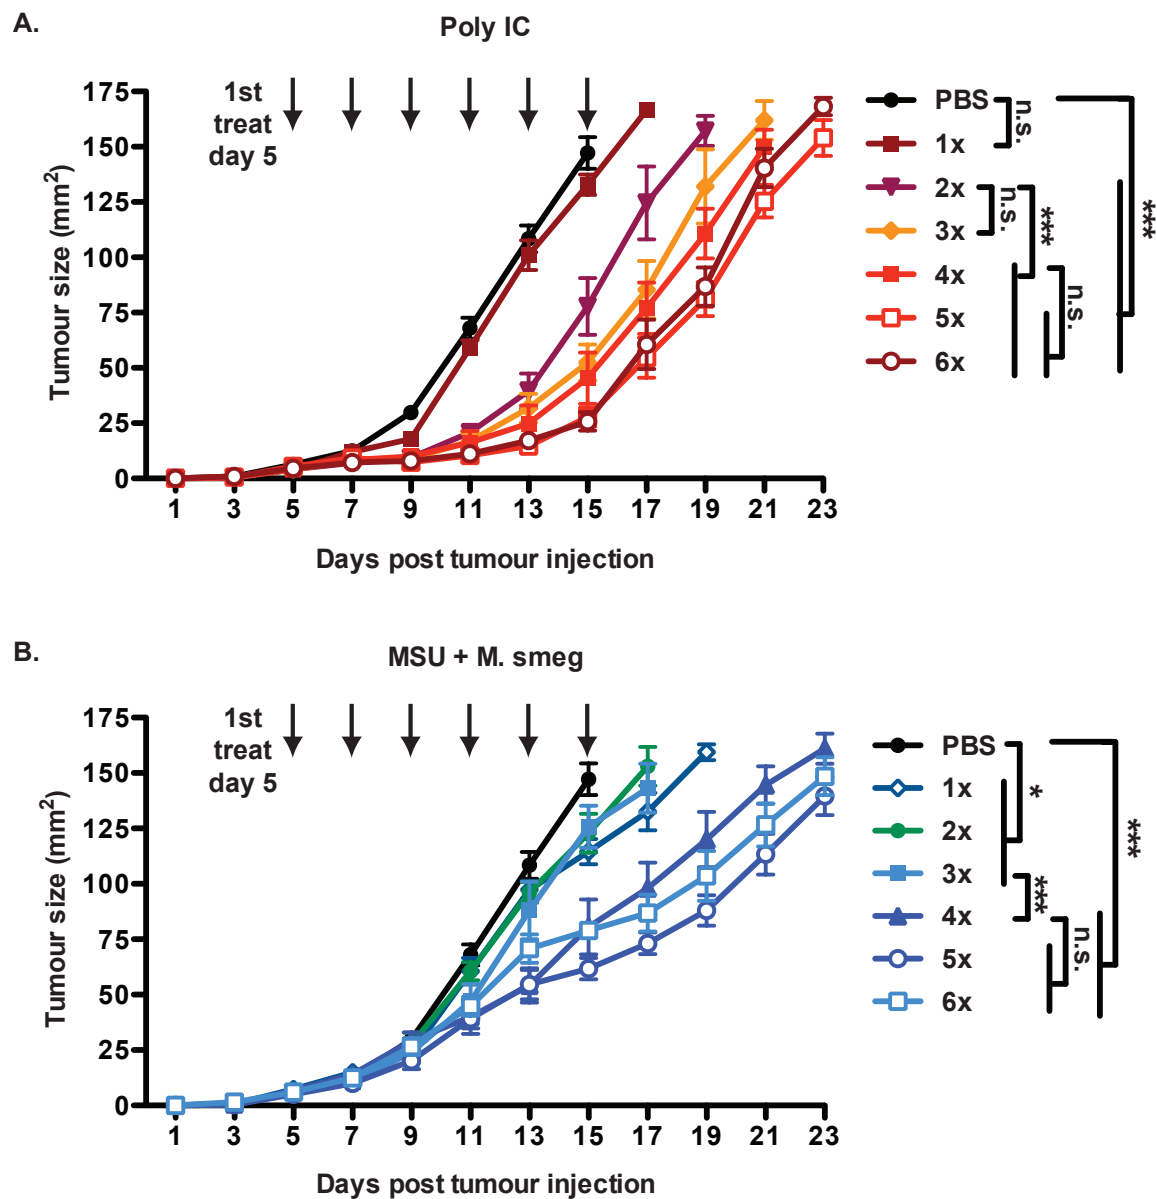 A.
Poly IC
1st
treat
day 5
175
150
125
100
75
50
25
0
Tumour size (mm²)
1 3 5 7 9 11 13 15 17 19 21 23
Days post tumour injection
PBS
1x
2x
3x
4x
5x
6x
n.s.
n.s.
***
n.s.
***
B.
MSU + M. smeg
1st
treat
day 5
175
150
125
100
75
50
25
0
Tumour size (mm²)
1 3 5 7 9 11 13 15 17 19 21 23
Days post tumour injection
PBS
1x
2x
3x
4x
5x
6x
*
***
n.s.
***